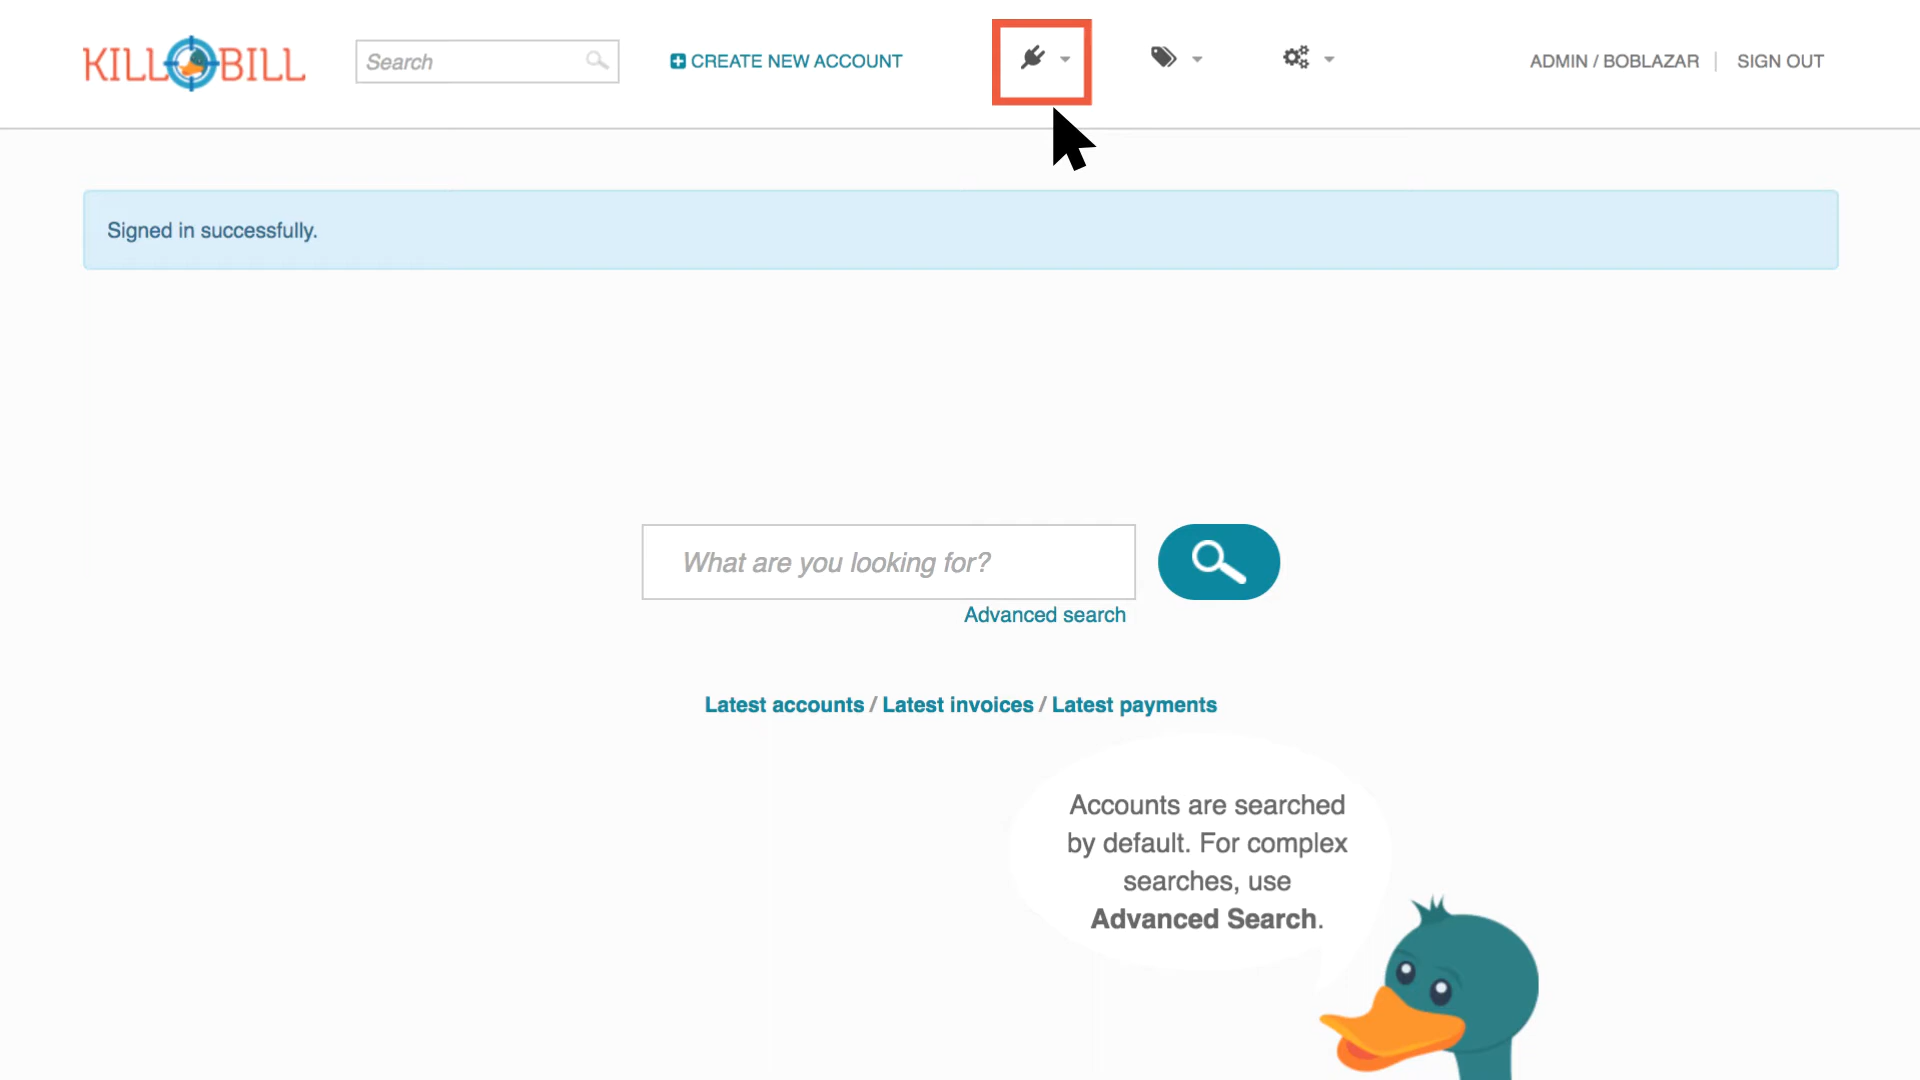 KILL BILL
Search
CREATE NEW ACCOUNT
ADMIN / BOBLAZAR | SIGN OUT
Signed in successfully.
What are you looking for?
Advanced search
Latest accounts / Latest invoices / Latest payments
Accounts are searched
by default. For complex
searches, use
Advanced Search.